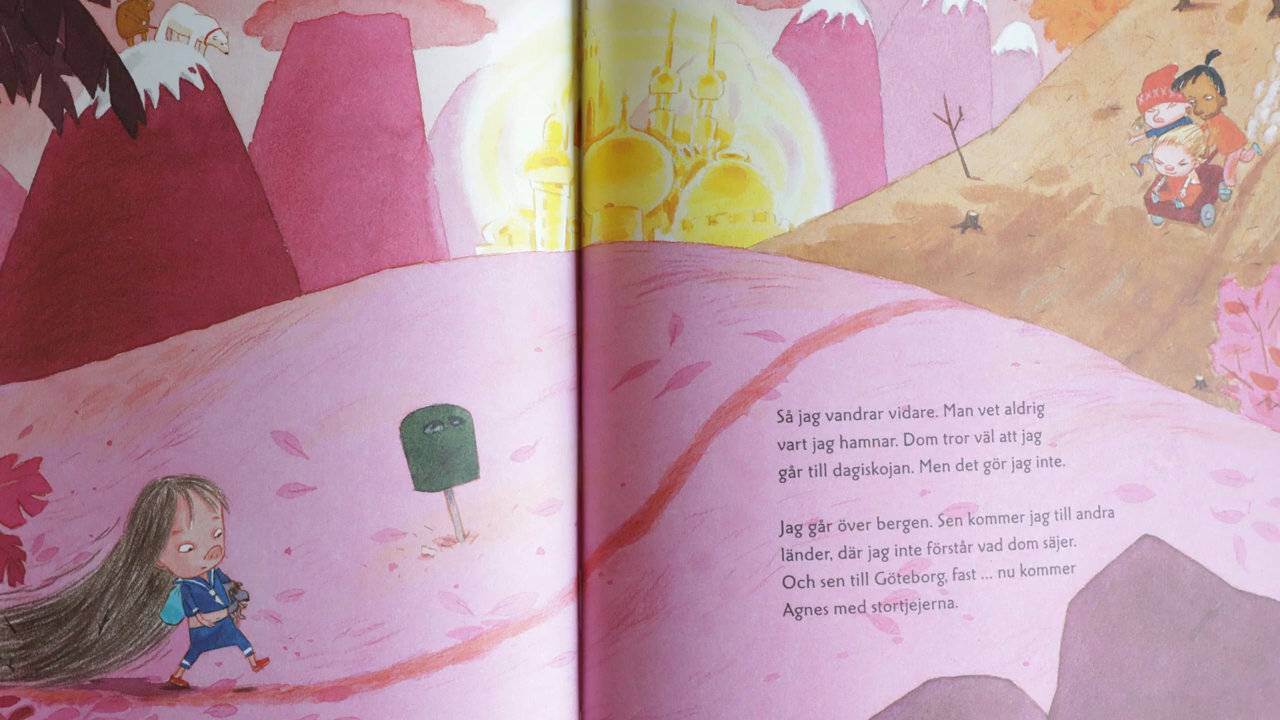 Så jag vandrar vidare. Man vet aldrig
vart jag hamnar. Dom tror väl att jag
går till dagiskojan. Men det gör jag inte.
Jag går över bergen. Sen kommer jag till andra
länder, där jag inte förstår vad dom säjer.
Och sen till Göteborg, fast ... nu kommer
Agnes med stortjejerna.